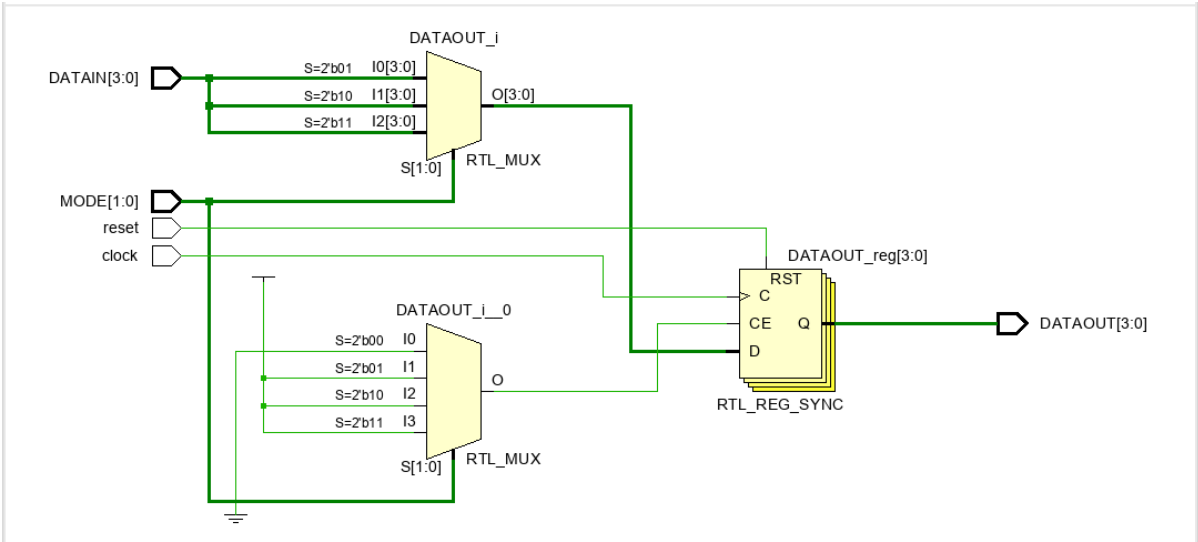 DATAOUT_i
DATAIN[3:0]
S=2'b01 I0[3:0]
S=2'b10 I1[3:0]
S=2'b11 I2[3:0]
O[3:0]
S[1:0]
RTL_MUX
MODE[1:0]
reset
clock
DATAOUT_reg[3:0]
RST
C
CE
Q
D
RTL_REG_SYNC
DATAOUT[3:0]
DATAOUT_i__0
S=2'b00 I0
S=2'b01 I1
S=2'b10 I2
S=2'b11 I3
O
S[1:0]
RTL_MUX